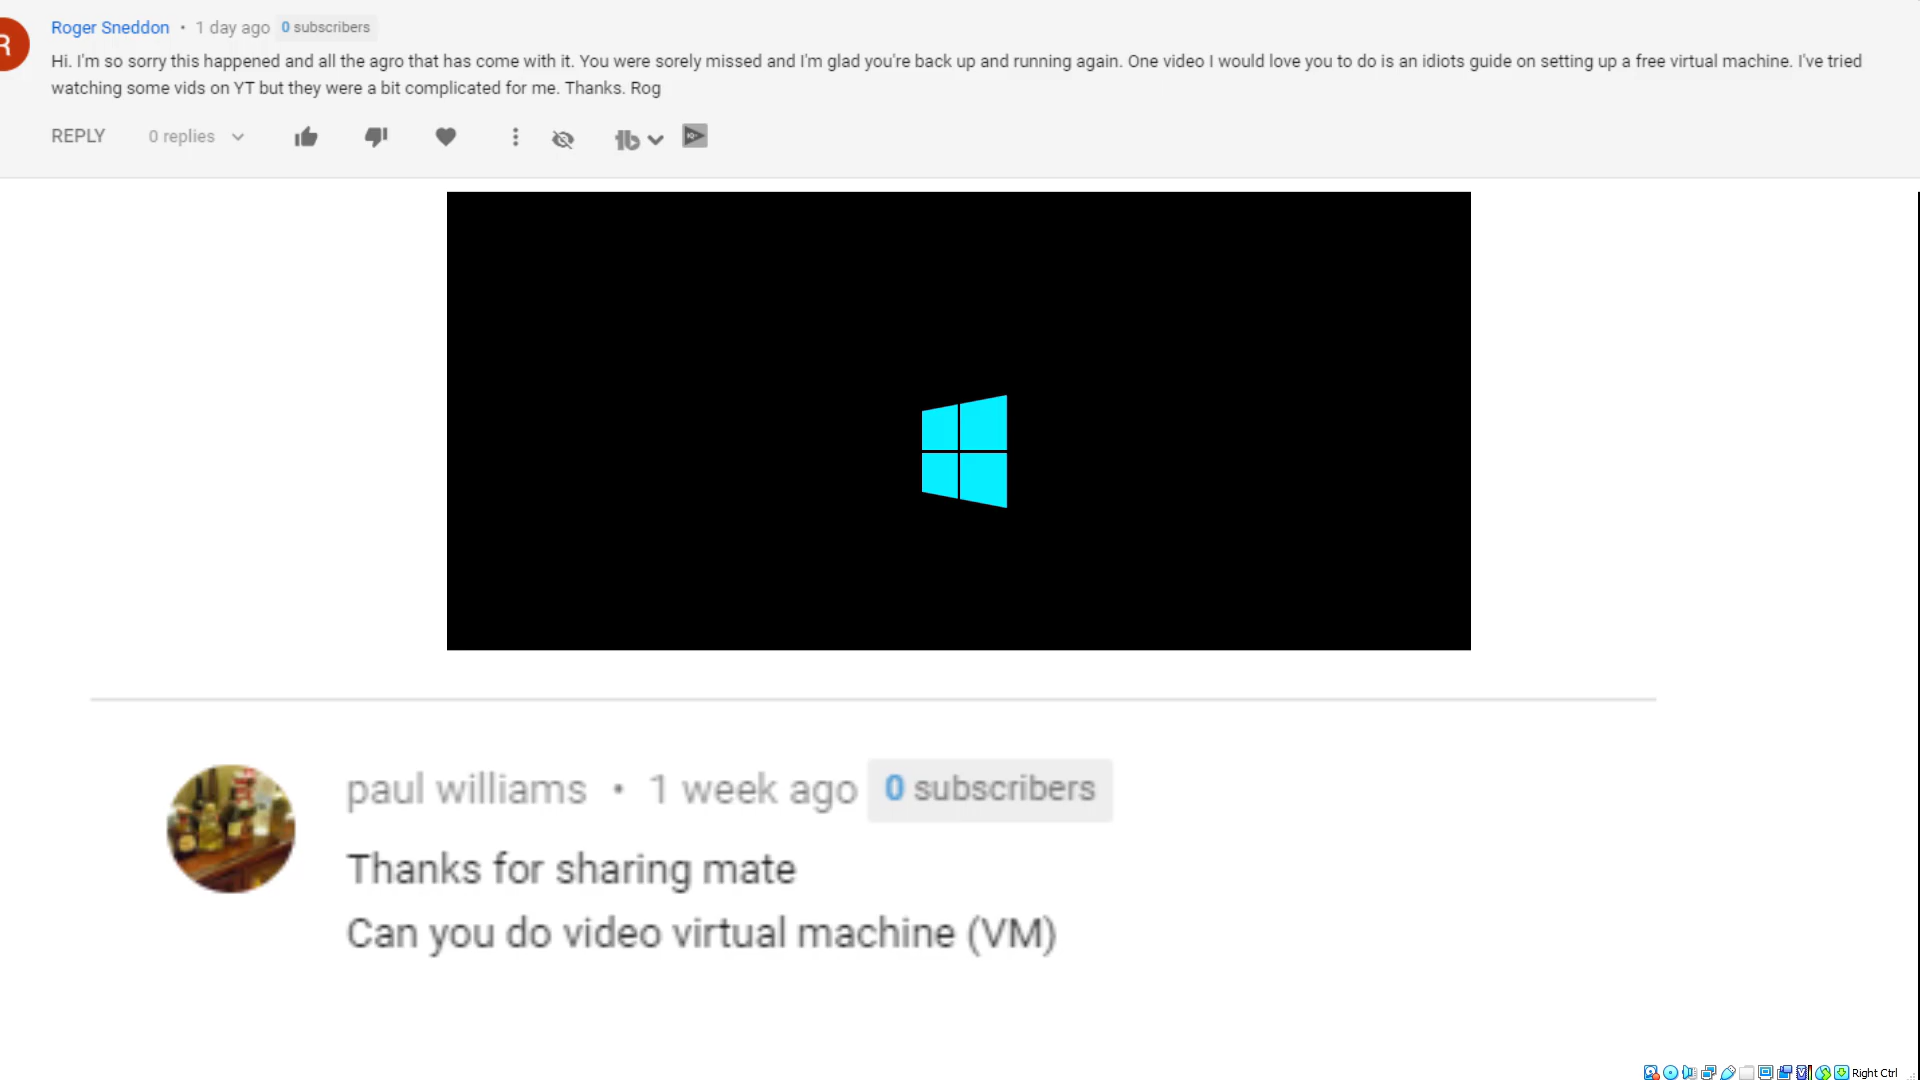 R
Roger Sneddon • 1 day ago 0 subscribers
Hi. I'm so sorry this happened and all the agro that has come with it. You were sorely missed and I'm glad you're back up and running again. One video I would love you to do is an idiots guide on setting up a free virtual machine. I've tried
watching some vids on YT but they were a bit complicated for me. Thanks. Rog
REPLY 0 replies
paul williams • 1 week ago 0 subscribers
Thanks for sharing mate
Can you do video virtual machine (VM)
Right Ctrl